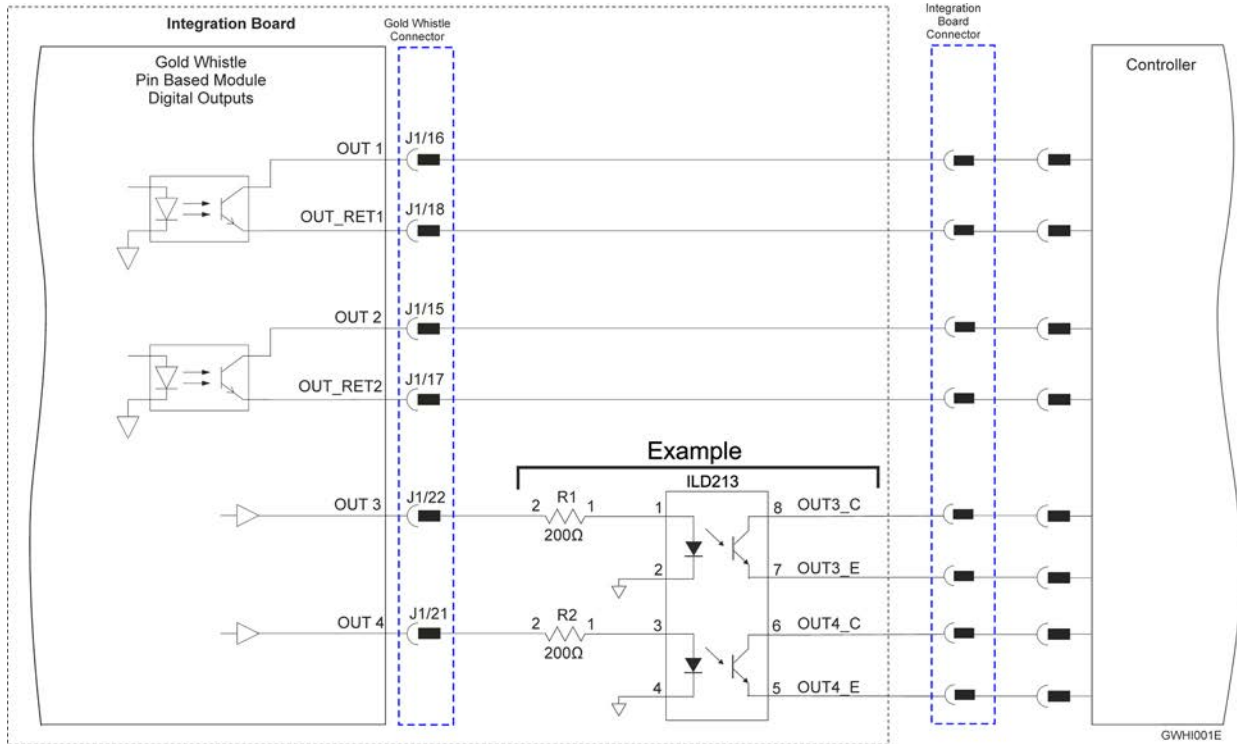 Integration Board
Gold Whistle
Connector
Integration
Board
Connector
Gold Whistle
Pin Based Module
Digital Outputs
Controller
OUT 1
J1/16
OUT_RET1
J1/18
OUT 2
J1/15
OUT_RET2
J1/17
Example
ILD213
OUT 3
J1/22
2
R1
1
200Ω
1
8
OUT3_C
2
7
OUT3_E
OUT 4
J1/21
2
R2
1
200Ω
3
6
OUT4_C
4
5
OUT4_E
GWHI001E